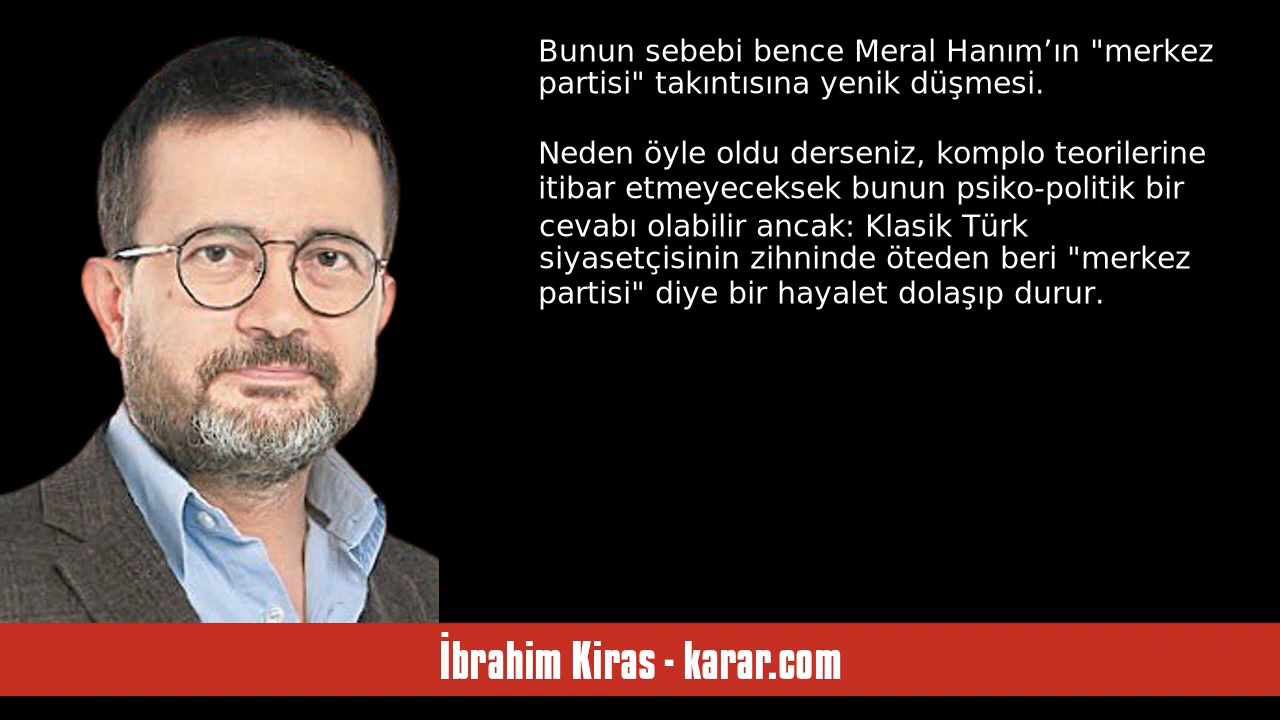 Bunun sebebi bence Meral Hanım’ın "merkez
partisi" takıntısına yenik düşmesi.
Neden öyle oldu derseniz, komplo teorilerine
itibar etmeyeceksek bunun psiko-politik bir
cevabı olabilir ancak: Klasik Türk
siyasetçisinin zihninde öteden beri "merkez
partisi" diye bir hayalet dolaşıp durur.
İbrahim Kiras - karar.com